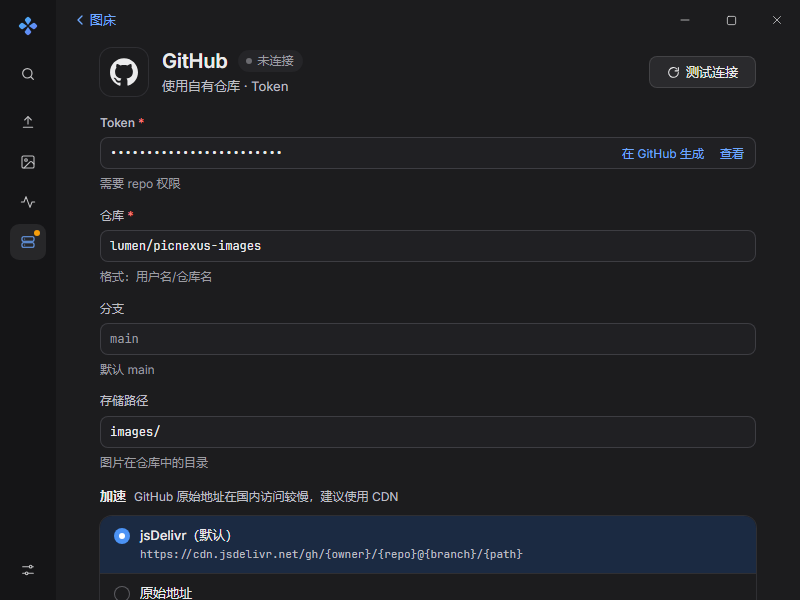 图床
GitHub
未连接
使用自有仓库 · Token
测试连接
Token *
•••••••••••••••••••••••• 在 GitHub 生成 查看
需要 repo 权限
仓库 *
lumen/picnexus-images
格式：用户名/仓库名
分支
main
默认 main
存储路径
images/
图片在仓库中的目录
加速 GitHub 原始地址在国内访问较慢，建议使用 CDN
jsDelivr（默认）
https://cdn.jsdelivr.net/gh/{owner}/{repo}@{branch}/{path}
原始地址